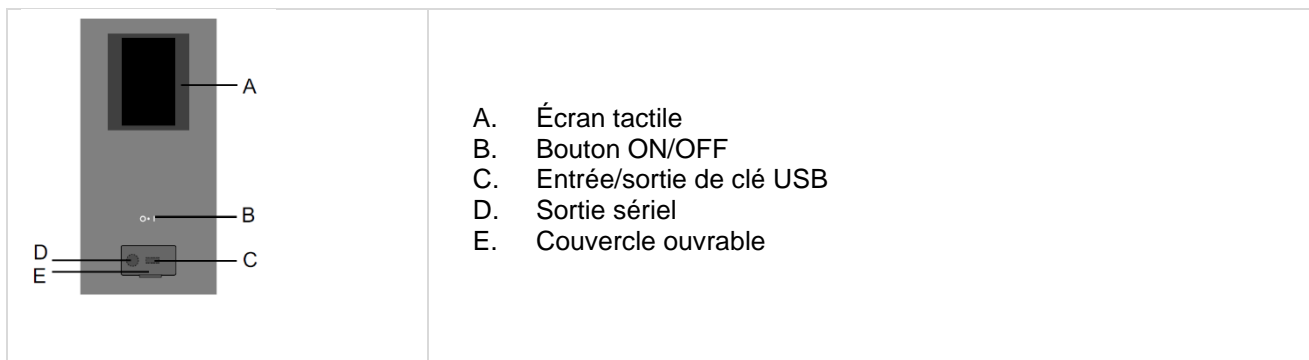 A
B
D
C
E
A. Écran tactile
B. Bouton ON/OFF
C. Entrée/sortie de clé USB
D. Sortie sériel
E. Couvercle ouvrable